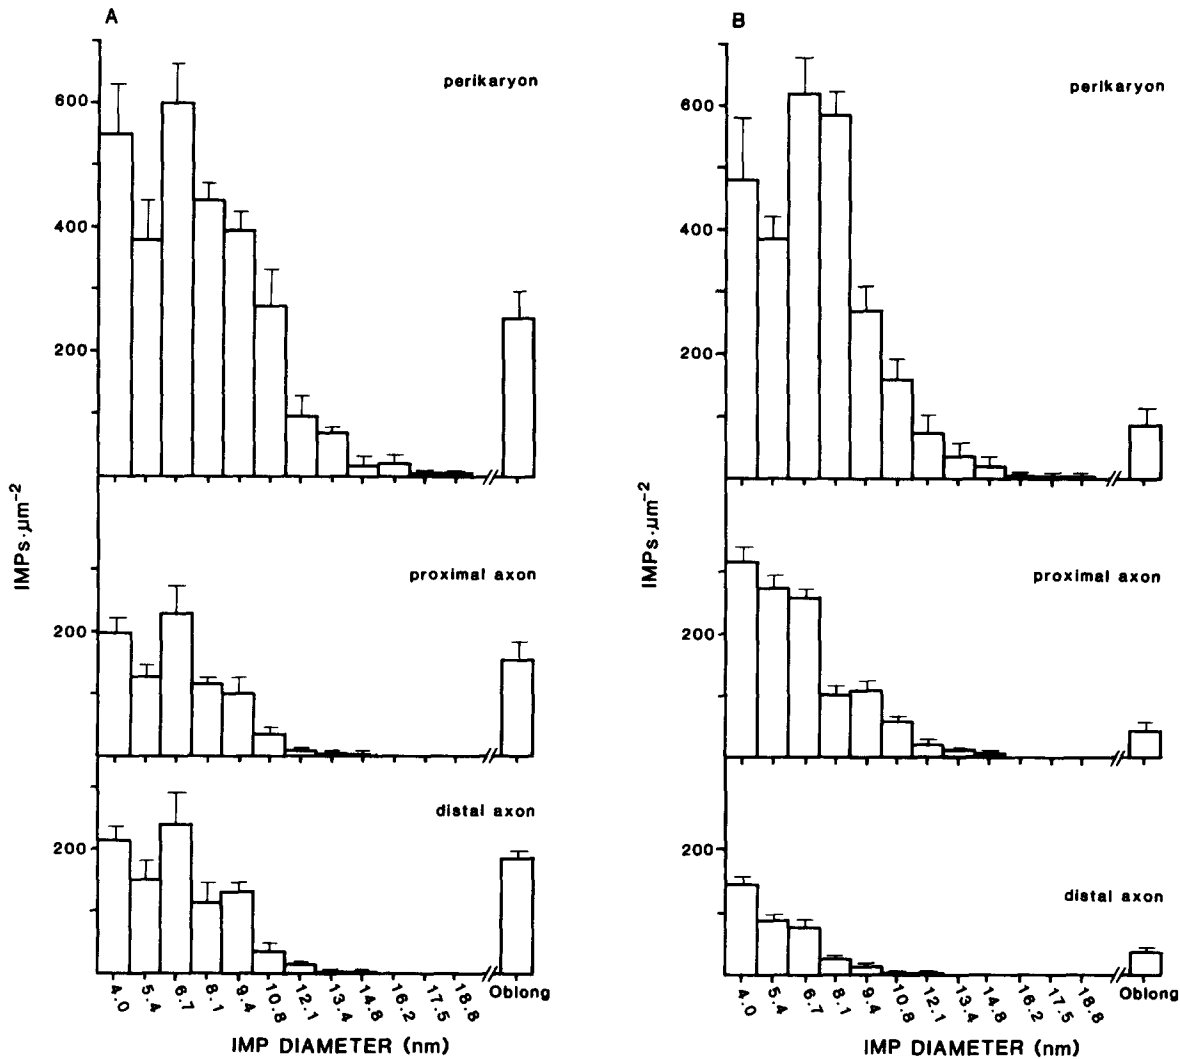 A
perikaryon
600
400
200
proximal axon
200
distal axon
200
IMPs·μm⁻²
4.0 5.4 6.7 8.1 9.4 10.8 12.1 13.4 14.8 16.2 17.5 18.8 Oblong
IMP DIAMETER (nm)
B
perikaryon
600
400
200
proximal axon
200
distal axon
200
IMPs·μm⁻²
4.0 5.4 6.7 8.1 9.4 10.8 12.1 13.4 14.8 16.2 17.5 18.8 Oblong
IMP DIAMETER (nm)